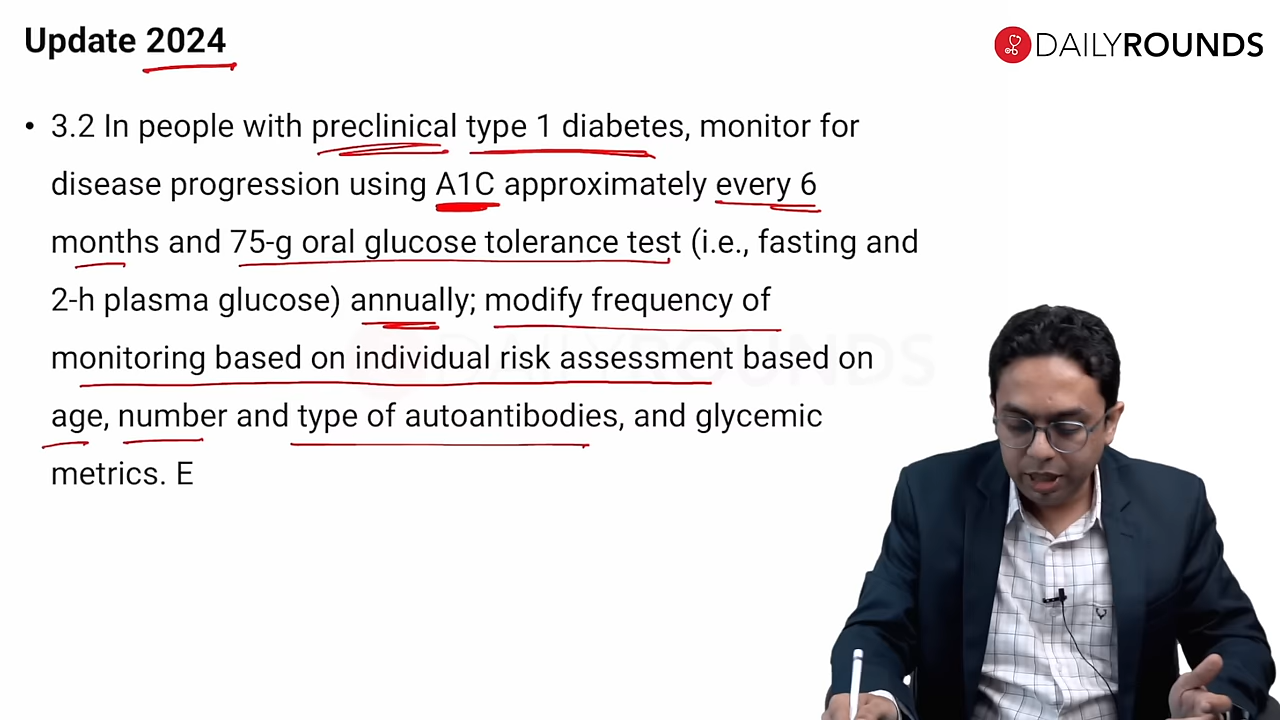 Update 2024
DAILYROUNDS
• 3.2 In people with preclinical type 1 diabetes, monitor for
disease progression using A1C approximately every 6
months and 75-g oral glucose tolerance test (i.e., fasting and
2-h plasma glucose) annually; modify frequency of
monitoring based on individual risk assessment based on
age, number and type of autoantibodies, and glycemic
metrics. E
DAILYROUNDS